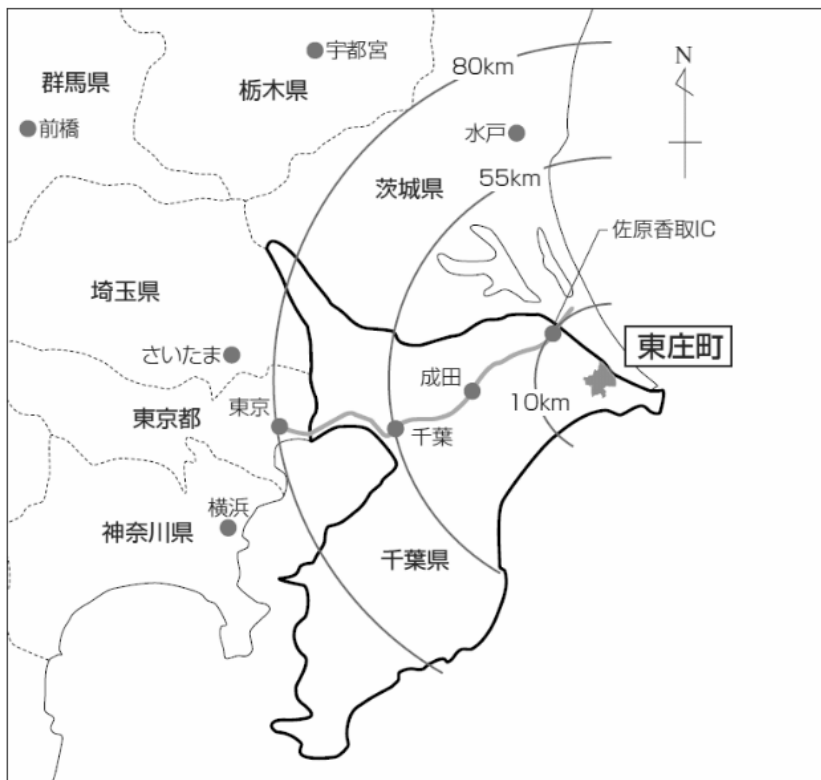 宇都宮
80km
N
群馬県
栃木県
前橋
水戸
茨城県
55km
佐原香取IC
埼玉県
さいたま
東庄町
成田
東京都
東京
10km
千葉
横浜
神奈川県
千葉県